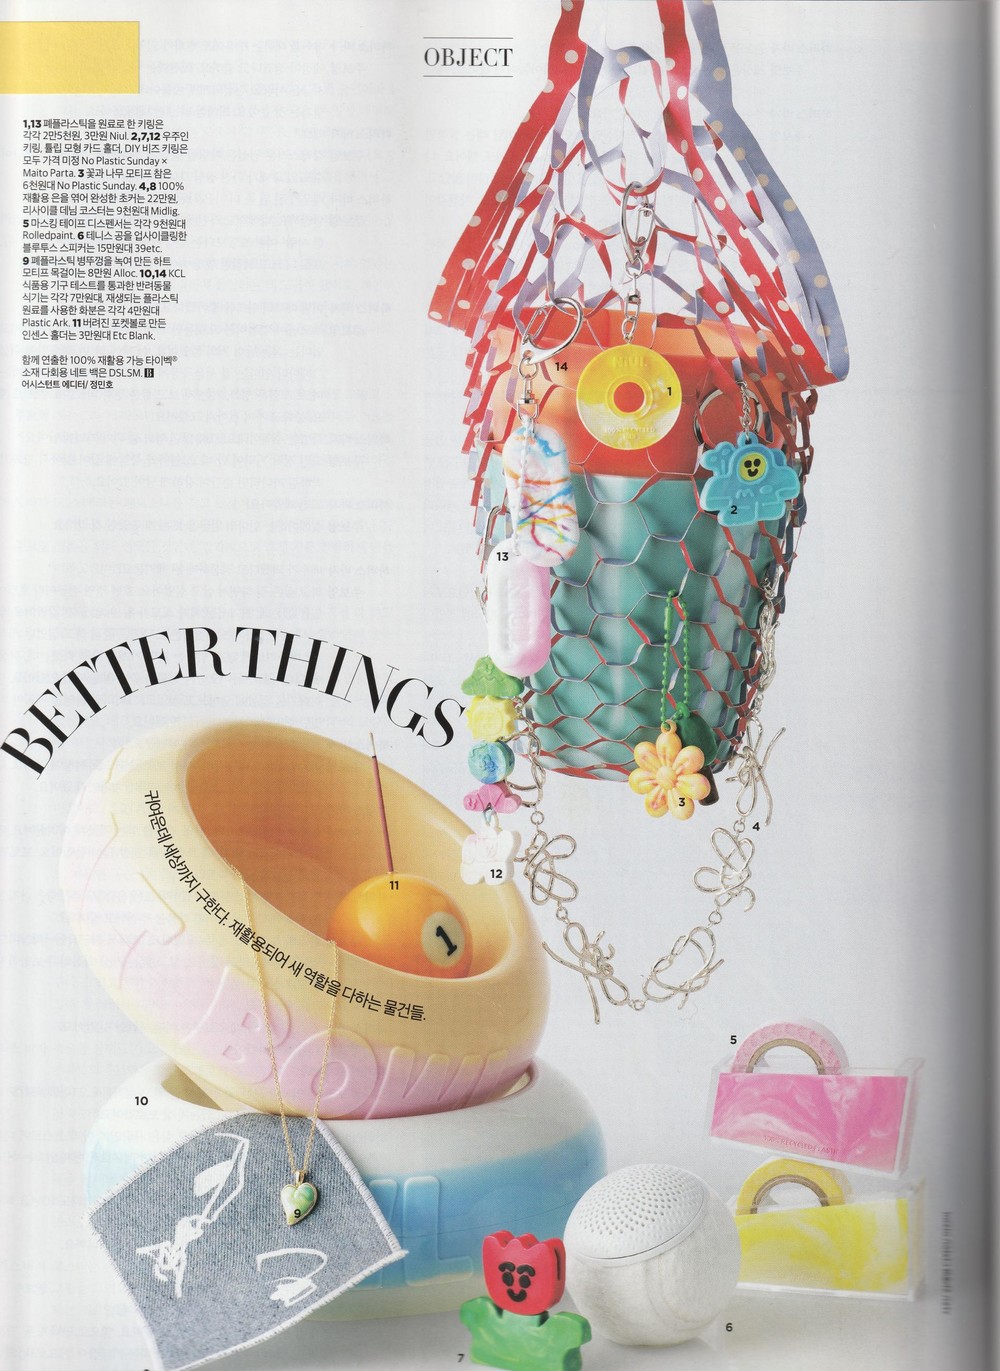 OBJECT
1,13 폐플라스틱을 원료로 한 키링은
각각 2만5천원, 3만원 Niul. 2,7,12 우주인
키링, 튤립 모형 카드 홀더, DIY 비즈 키링은
모두 가격 미정 No Plastic Sunday ×
Maito Parta. 3 꽃과 나무 모티프 참은
6천원대 No Plastic Sunday. 4,8 100%
재활용 은을 엮어 완성한 초커는 22만원,
리사이클 데님 코스터는 9천원대 Midlig.
5 마스킹 테이프 디스펜서는 각각 9천원대
Rolledpaint. 6 테니스 공을 업사이클링한
블루투스 스피커는 15만원대 39etc.
9 폐플라스틱 병뚜껑을 녹여 만든 하트
모티프 목걸이는 8만원 Alloc. 10,14 KCL
식품용 기구 테스트를 통과한 반려동물
식기는 각각 7만원대, 재생되는 플라스틱
원료를 사용한 화분은 각각 4만원대
Plastic Ark. 11 버려진 포켓볼로 만든
인센스 홀더는 3만원대 Etc Blank.
함께 연출한 100% 재활용 가능 타이벡®
소재 다회용 네트 백은 DSLSM. B
어시스턴트 에디터/ 정민호
14
1
NIUL
2
13
NIUL
BETTER THINGS
3
4
12
11
1
귀여운데 세상까지 구한다. 재활용되어 새 역할을 다하는 물건들.
BOWL
5
10
9
6
7